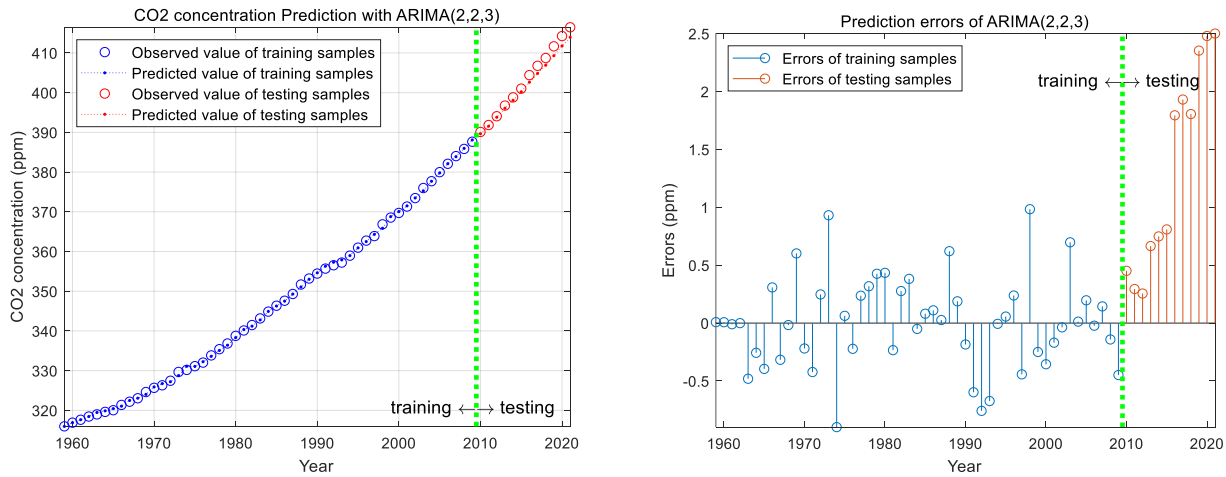 CO2 concentration Prediction with ARIMA(2,2,3)
Observed value of training samples
Predicted value of training samples
Observed value of testing samples
Predicted value of testing samples
CO2 concentration (ppm)
410
400
390
380
370
360
350
340
330
320
training ←→ testing
1960 1970 1980 1990 2000 2010 2020
Year
Prediction errors of ARIMA(2,2,3)
Errors of training samples
Errors of testing samples
training ←→ testing
Errors (ppm)
2.5
2
1.5
1
0.5
0
-0.5
1960 1970 1980 1990 2000 2010 2020
Year